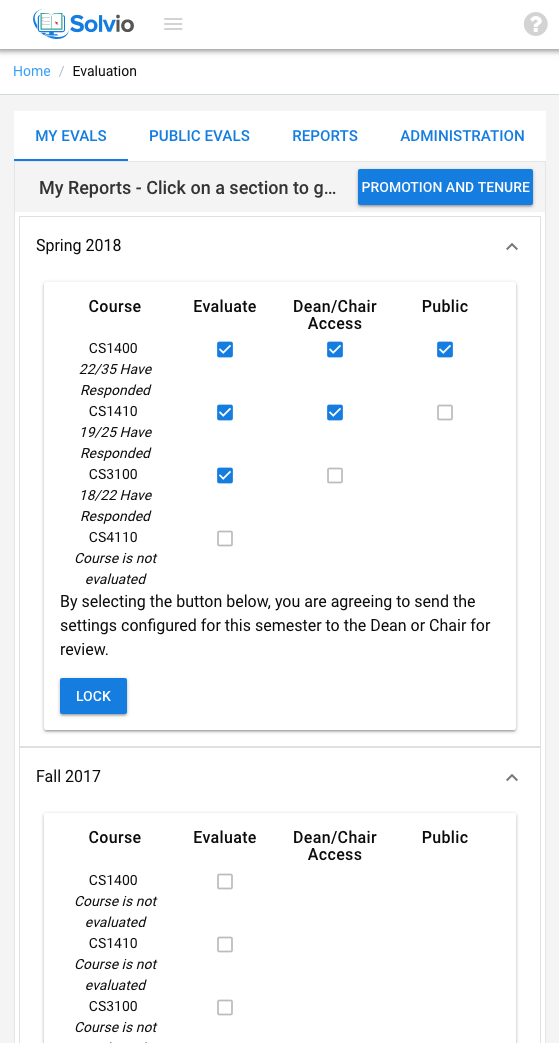 Solvio
?
Home / Evaluation
MY EVALS PUBLIC EVALS REPORTS ADMINISTRATION
My Reports - Click on a section to g...
PROMOTION AND TENURE
Spring 2018
Course Evaluate Dean/Chair Access Public
CS1400
22/35 Have
Responded
CS1410
19/25 Have
Responded
CS3100
18/22 Have
Responded
CS4110
Course is not
evaluated
By selecting the button below, you are agreeing to send the
settings configured for this semester to the Dean or Chair for
review.
LOCK
Fall 2017
Course Evaluate Dean/Chair Access Public
CS1400
Course is not
evaluated
CS1410
Course is not
evaluated
CS3100
Course is not